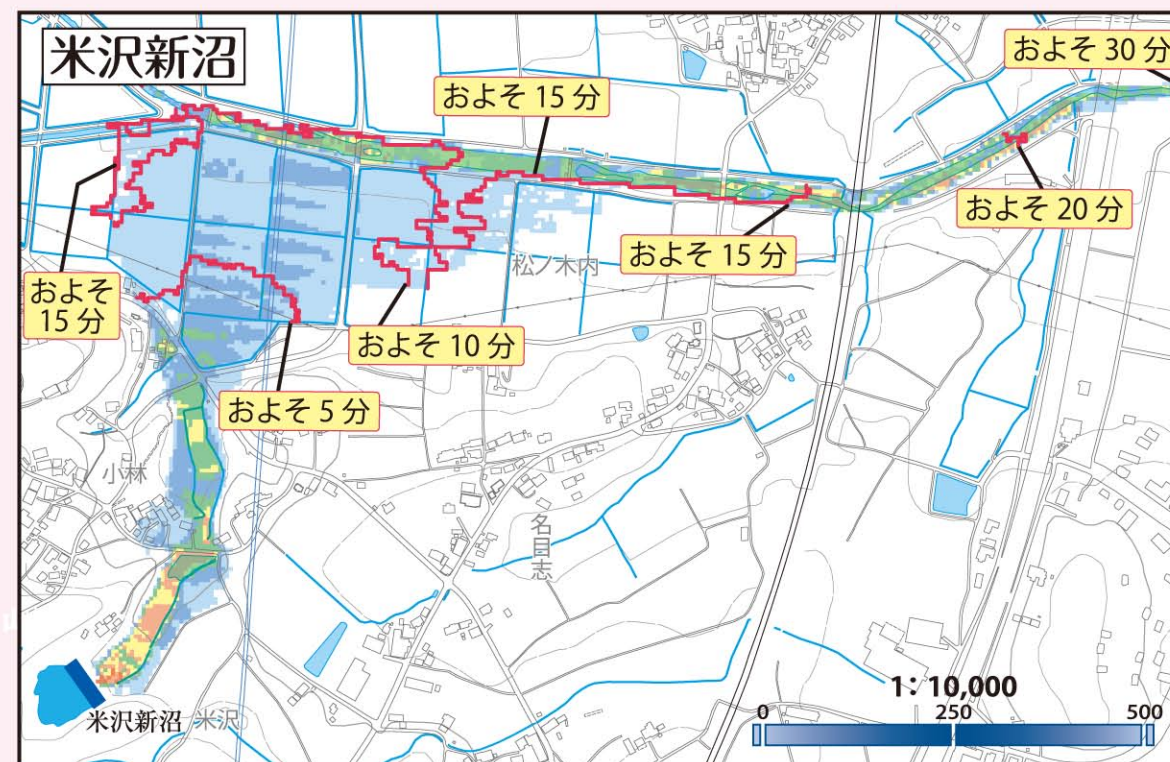 米沢新沼
およそ 30 分
およそ 15 分
およそ 20 分
およそ 15 分
松ノ木内
およそ
15 分
およそ 10 分
およそ 5 分
小林
名目志
1:10,000
0 250 500
米沢新沼
米沢